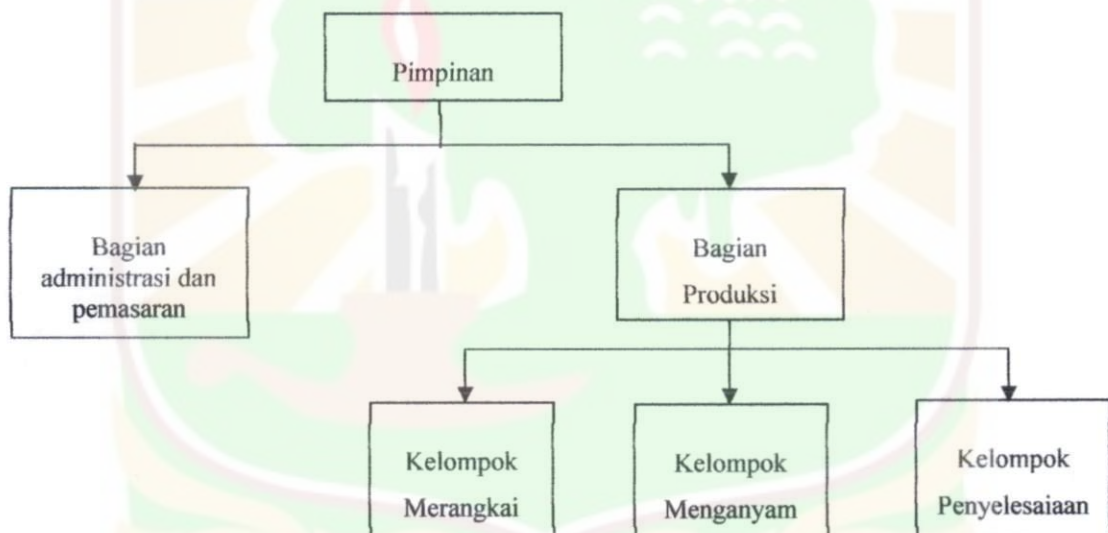 Pimpinan
Bagian
administrasi dan
pemasaran
Bagian
Produksi
Kelompok
Merangkai
Kelompok
Menganyam
Kelompok
Penyelesaiaan